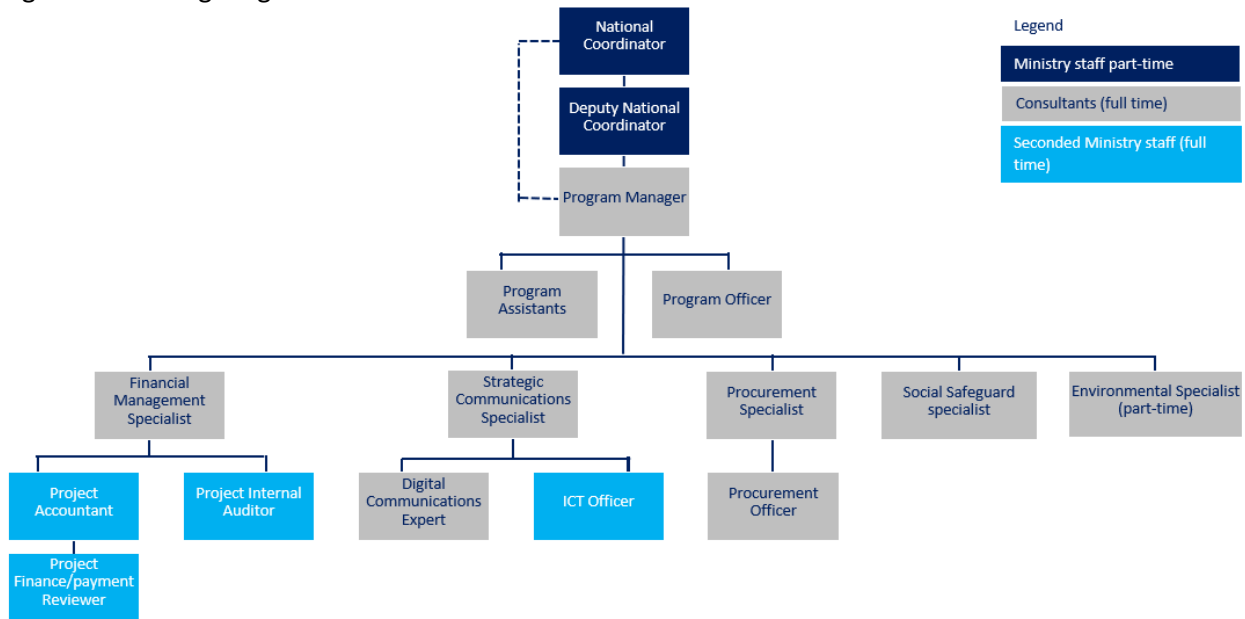 National
Coordinator
Legend
Ministry staff part-time
Consultants (full time)
Seconded Ministry staff (full
time)
Deputy National
Coordinator
Program Manager
Program
Assistants
Program Officer
Financial
Management
Specialist
Strategic
Communications
Specialist
Procurement
Specialist
Social Safeguard
specialist
Environmental Specialist
(part-time)
Project
Accountant
Project Internal
Auditor
Digital
Communications
Expert
ICT Officer
Procurement
Officer
Project
Finance/payment
Reviewer